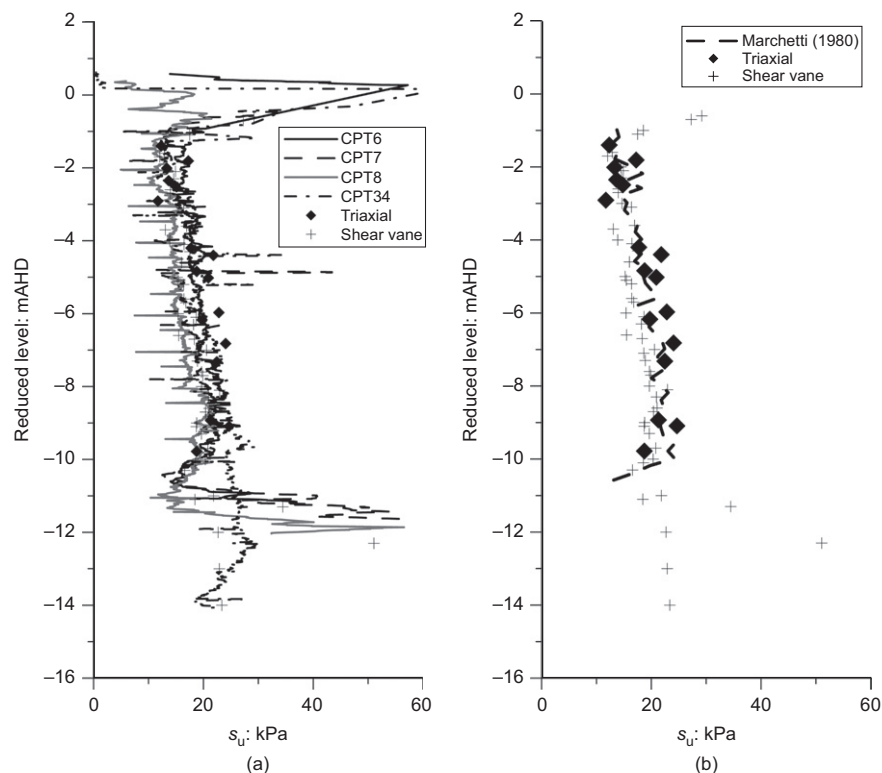 2
0
–2
–4
–6
–8
–10
–12
–14
–16
Reduced level: mAHD
CPT6
CPT7
CPT8
CPT34
Triaxial
Shear vane
0 20 40 60
su: kPa
(a)
2
0
–2
–4
–6
–8
–10
–12
–14
–16
Reduced level: mAHD
Marchetti (1980)
Triaxial
Shear vane
0 20 40 60
su: kPa
(b)